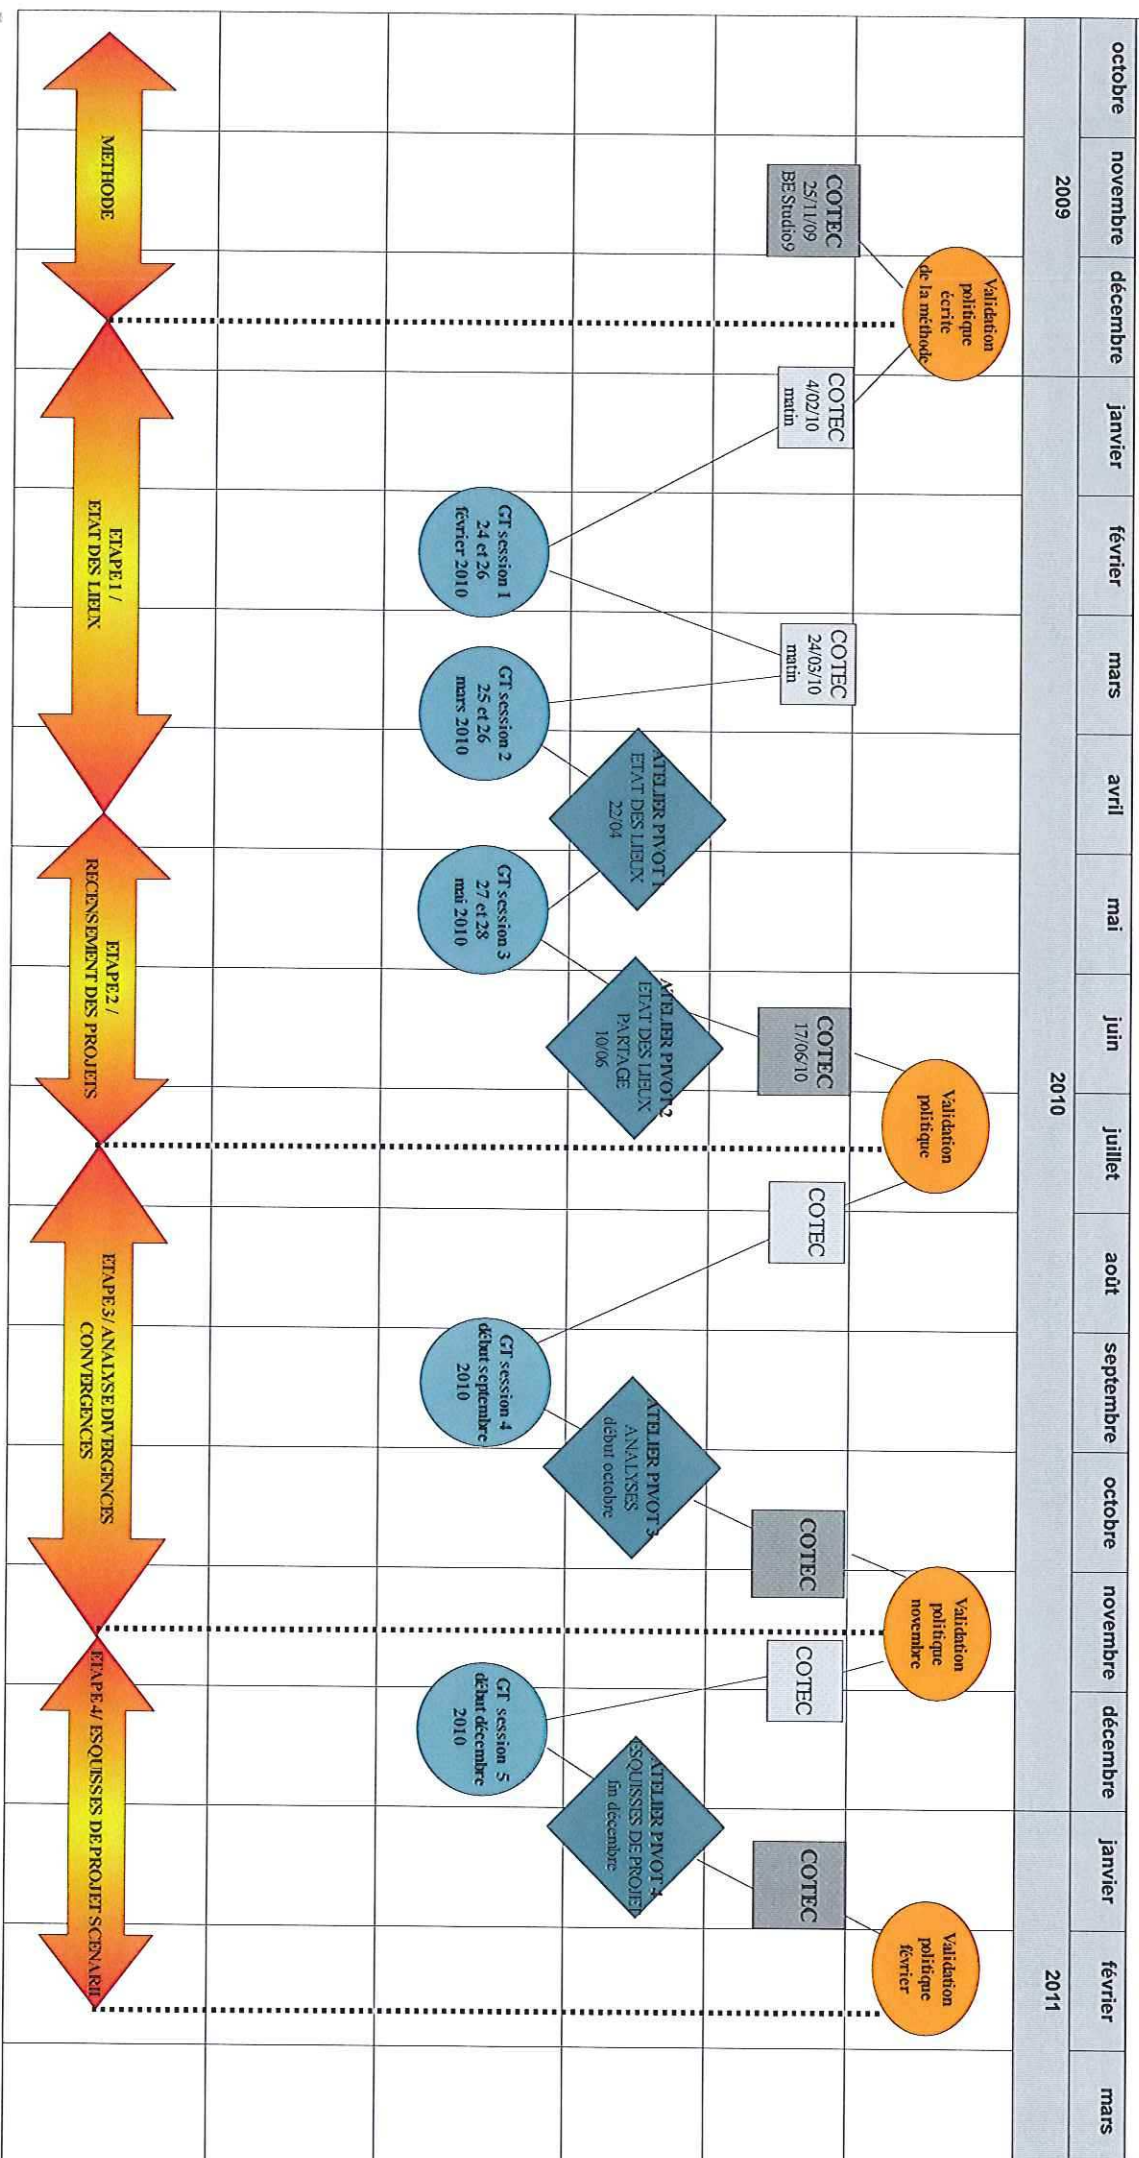 octobre
novembre
décembre
janvier
février
mars
avril
mai
juin
juillet
août
septembre
octobre
novembre
décembre
janvier
février
mars
2009
2010
2011
Validation
politique
écrite
de la méthode
Validation
politique
Validation
politique
novembre
Validation
politique
février
COTEC
25/11/09
BE Studio9
COTEC
4/02/10
matin
COTEC
24/03/10
matin
COTEC
17/06/10
COTEC
COTEC
COTEC
COTEC
ATELIER PIVOT 1
ETAT DES LIEUX
22/04
ATELIER PIVOT 2
ETAT DES LIEUX
PARTAGE
10/06
ATELIER PIVOT 3
ANALYSES
début octobre
ATELIER PIVOT 4
ESQUISSES DE PROJET
fin décembre
GT session 1
24 et 26
février 2010
GT session 2
25 et 26
mars 2010
GT session 3
27 et 28
mai 2010
GT session 4
début septembre
2010
GT session 5
début décembre
2010
METHODE
ETAPE 1 /
ETAT DES LIEUX
ETAPE 2 /
RECENSEMENT DES PROJETS
ETAPE 3/ ANALYSE DIVERGENCES
CONVERGENCES
ETAPE 4/ ESQUISSES DE PROJET SCENARII